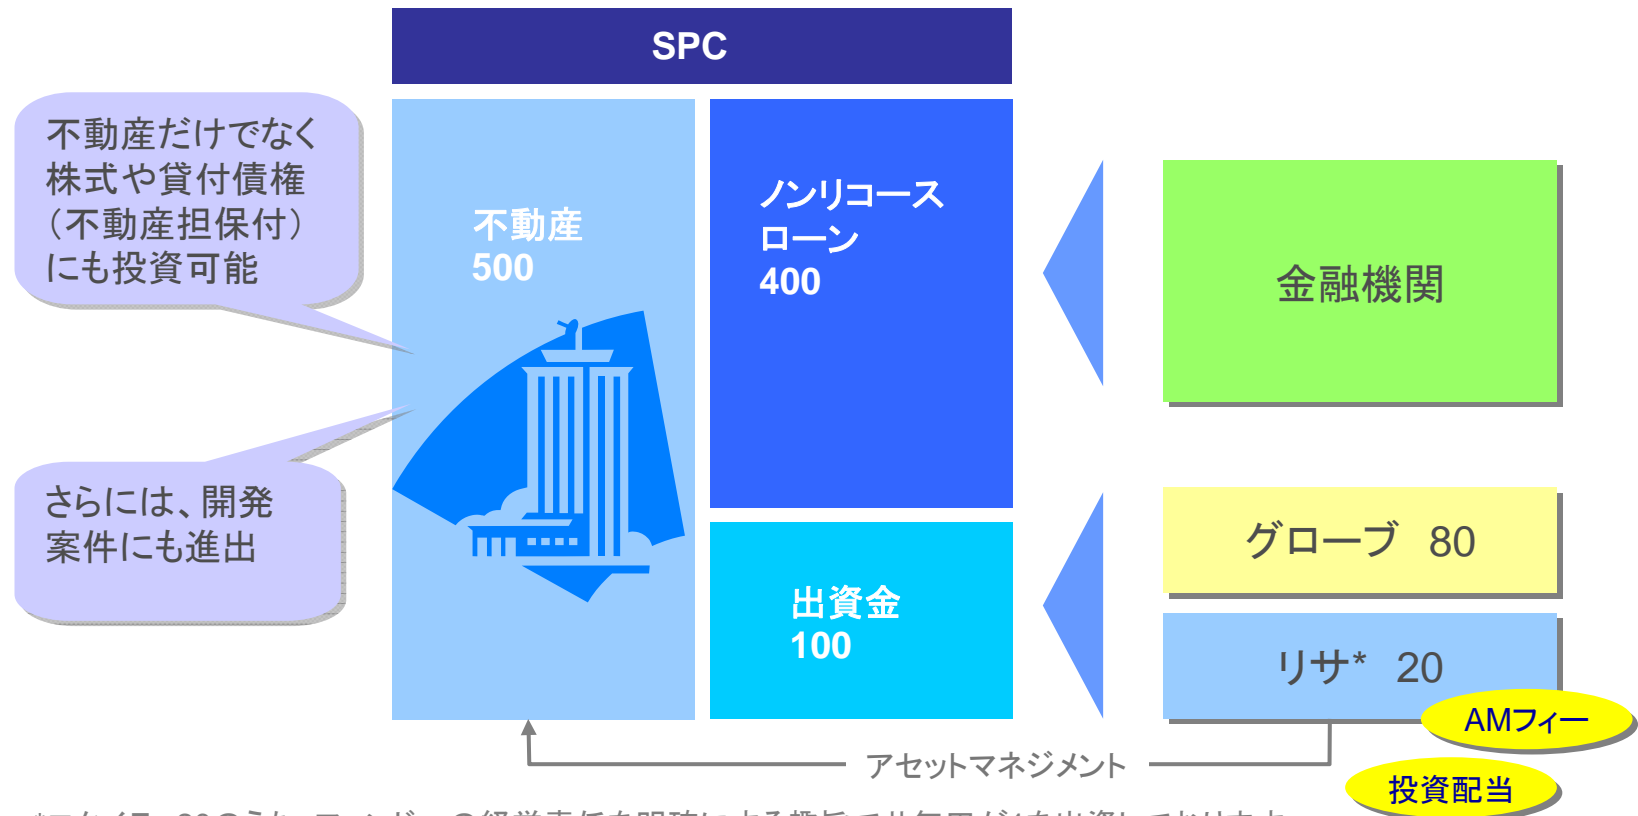 SPC
不動産だけでなく
株式や貸付債権
（不動産担保付）
にも投資可能
さらには、開発
案件にも進出
不動産
500
ノンリコース
ローン
400
出資金
100
金融機関
グローブ 80
リサ* 20
AMフィー
投資配当
アセットマネジメント